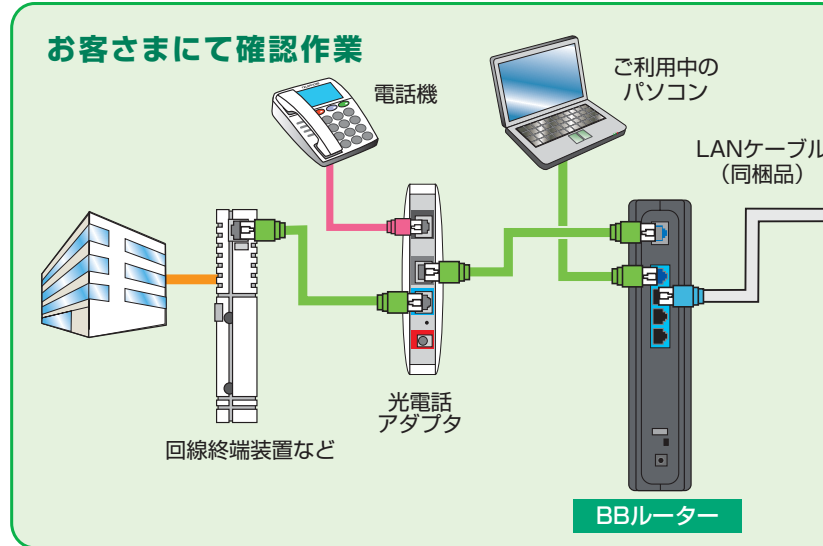 お客さまにて確認作業
電話機
ご利用中の
パソコン
LANケーブル
（同梱品）
光電話
アダプタ
回線終端装置など
BBルーター